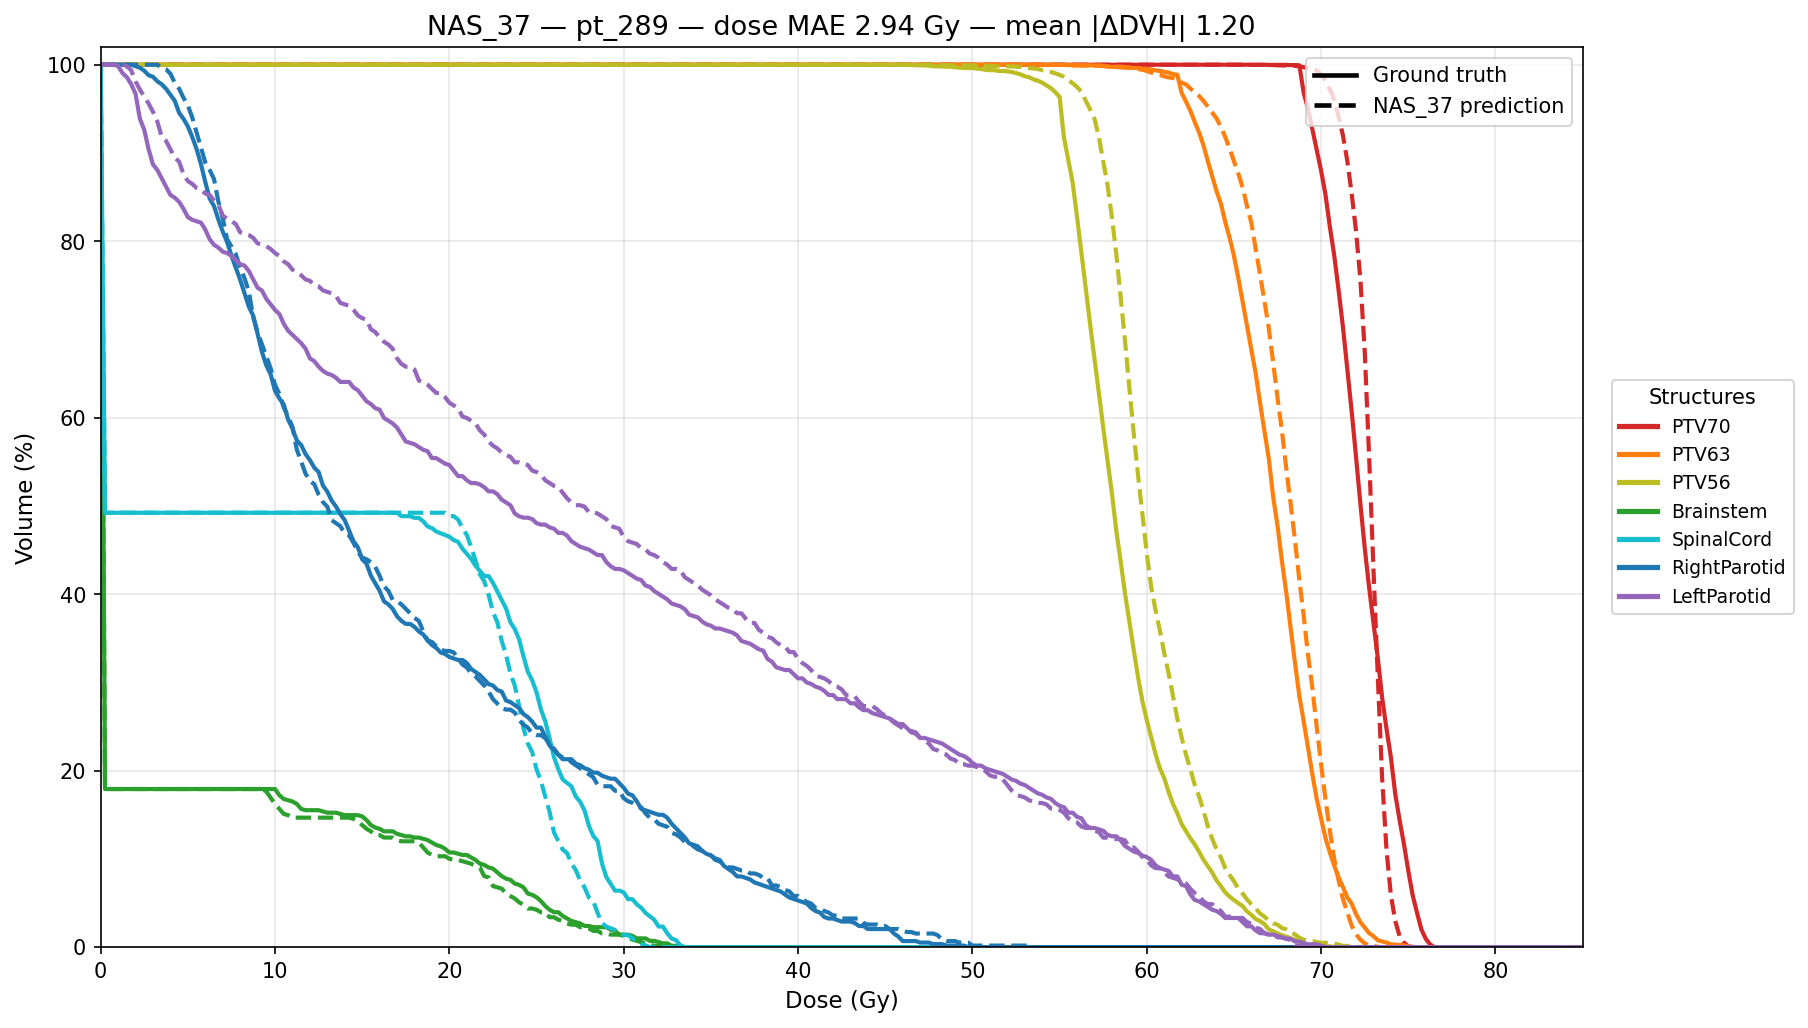 NAS_37 — pt_289 — dose MAE 2.94 Gy — mean |ΔDVH| 1.20
Ground truth
NAS_37 prediction
Volume (%)
100
80
60
40
20
0
0 10 20 30 40 50 60 70 80
Dose (Gy)
Structures
PTV70
PTV63
PTV56
Brainstem
SpinalCord
RightParotid
LeftParotid